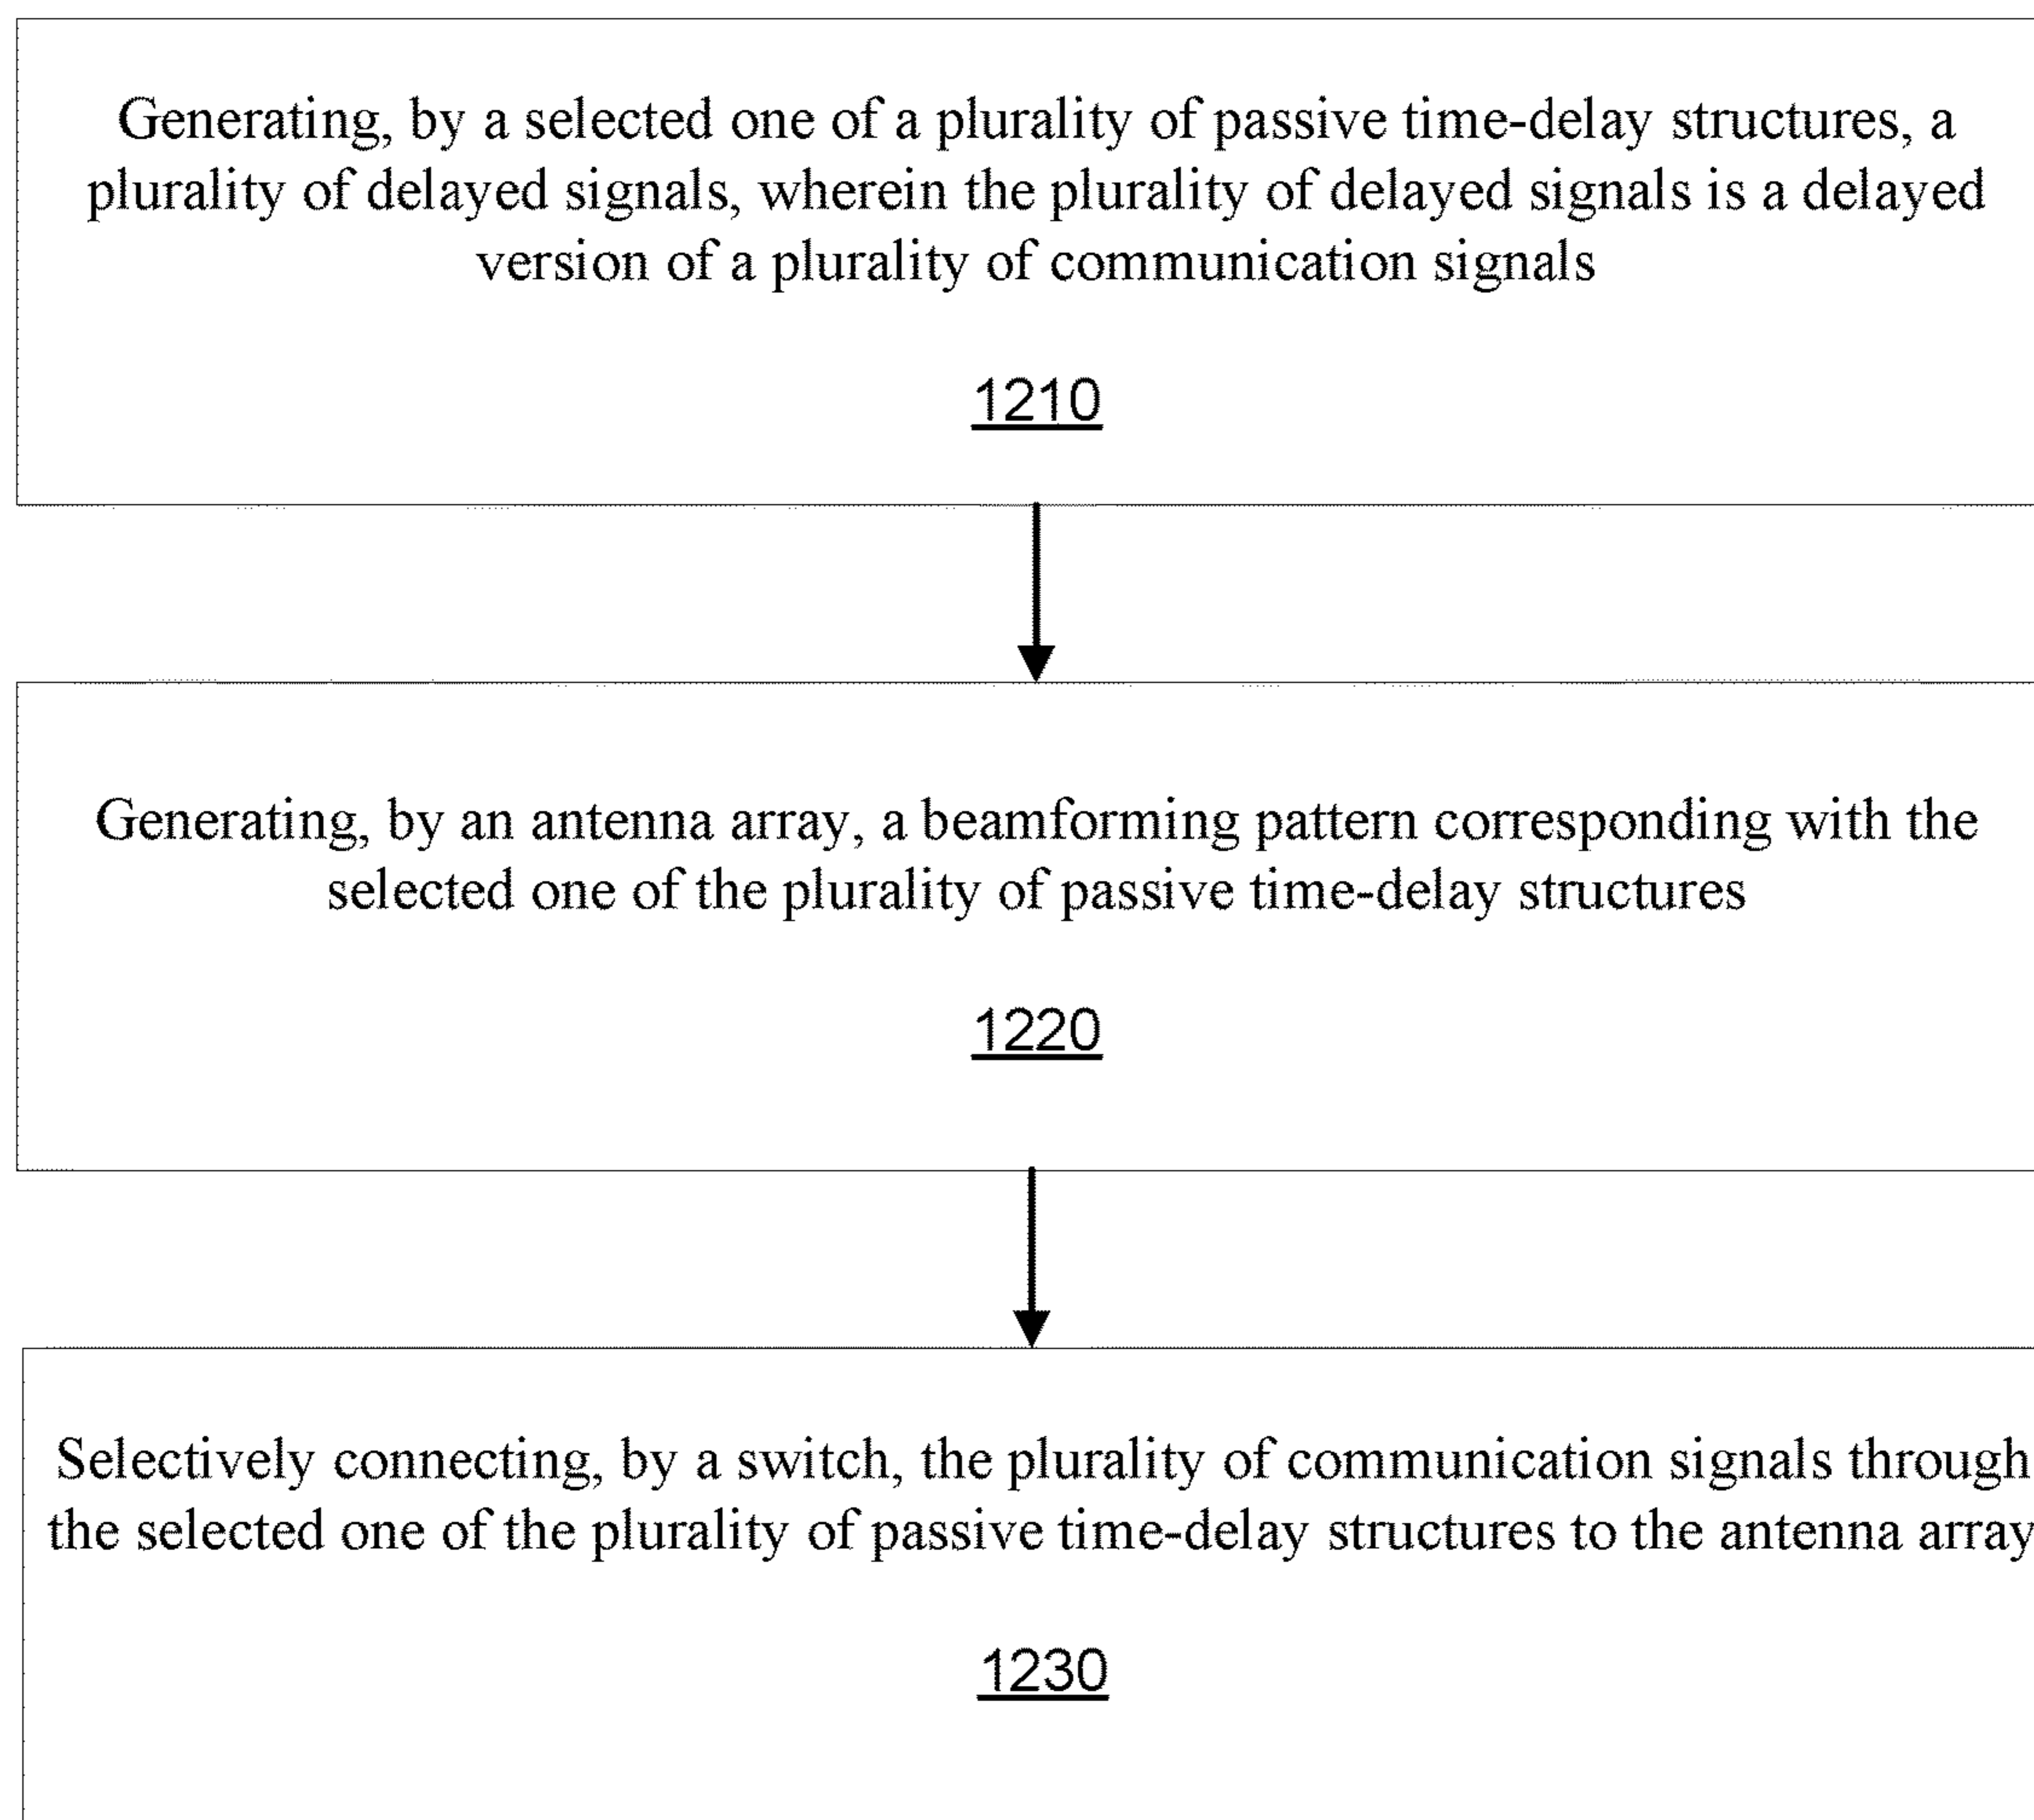 Generating, by a selected one of a plurality of passive time-delay structures, a
plurality of delayed signals, wherein the plurality of delayed signals is a delayed
version of a plurality of communication signals
1210
Generating, by an antenna array, a beamforming pattern corresponding with the
selected one of the plurality of passive time-delay structures
1220
Selectively connecting, by a switch, the plurality of communication signals through
the selected one of the plurality of passive time-delay structures to the antenna array
1230